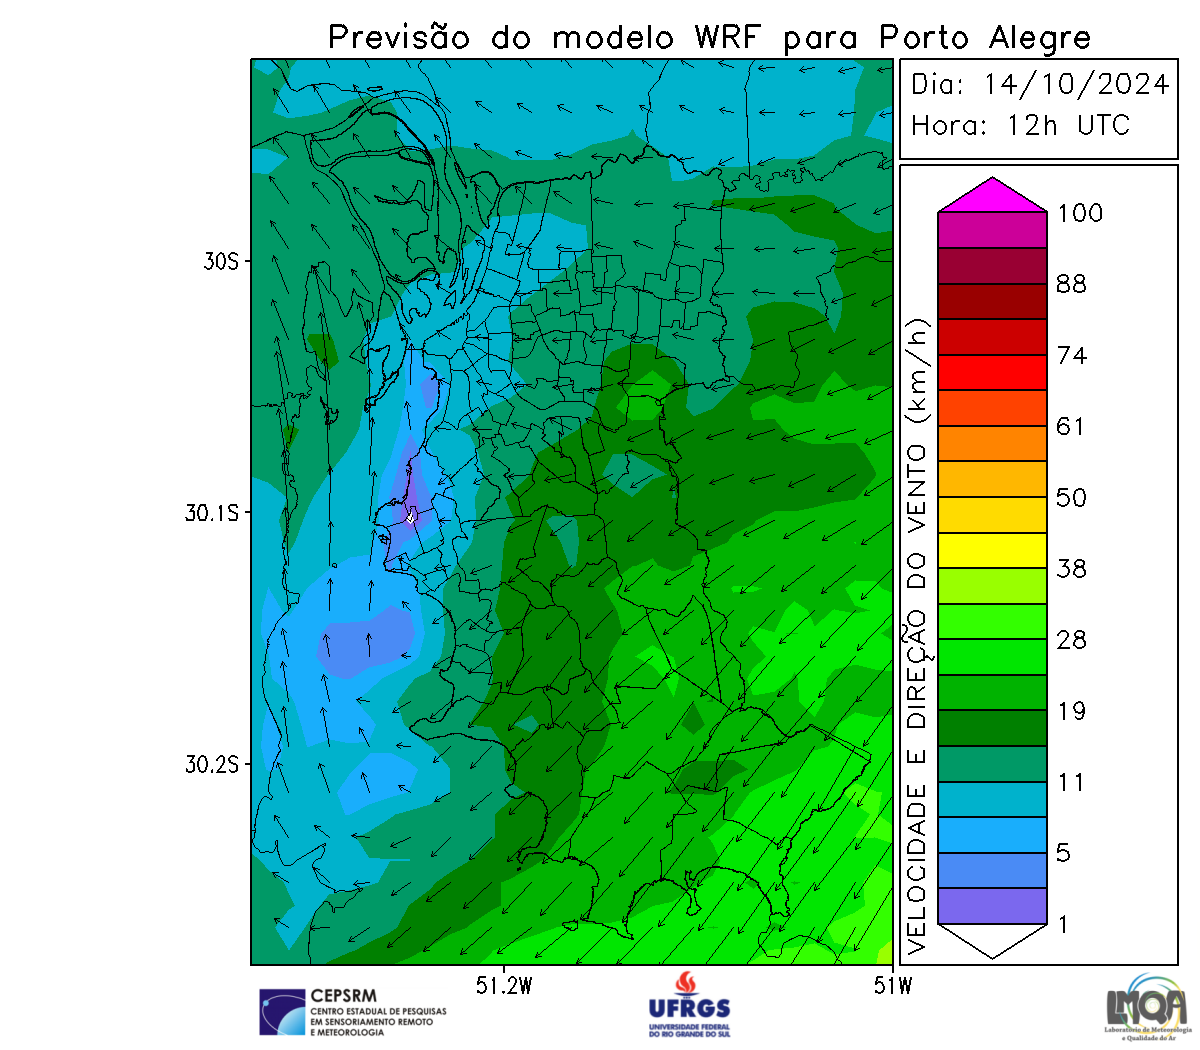 Previsão do modelo WRF para Porto Alegre
Dia: 14/10/2024
Hora: 12h UTC
30S
30.1S
30.2S
51.2W
51W
VELOCIDADE E DIREÇÃO DO VENTO (km/h)
100
88
74
61
50
38
28
19
11
5
1
CEPSRM
CENTRO ESTADUAL DE PESQUISAS
EM SENSORIAMENTO REMOTO
E METEOROLOGIA
UFRGS
UNIVERSIDADE FEDERAL
DO RIO GRANDE DO SUL
LMQA
Laboratório de Meteorologia
e Qualidade do Ar